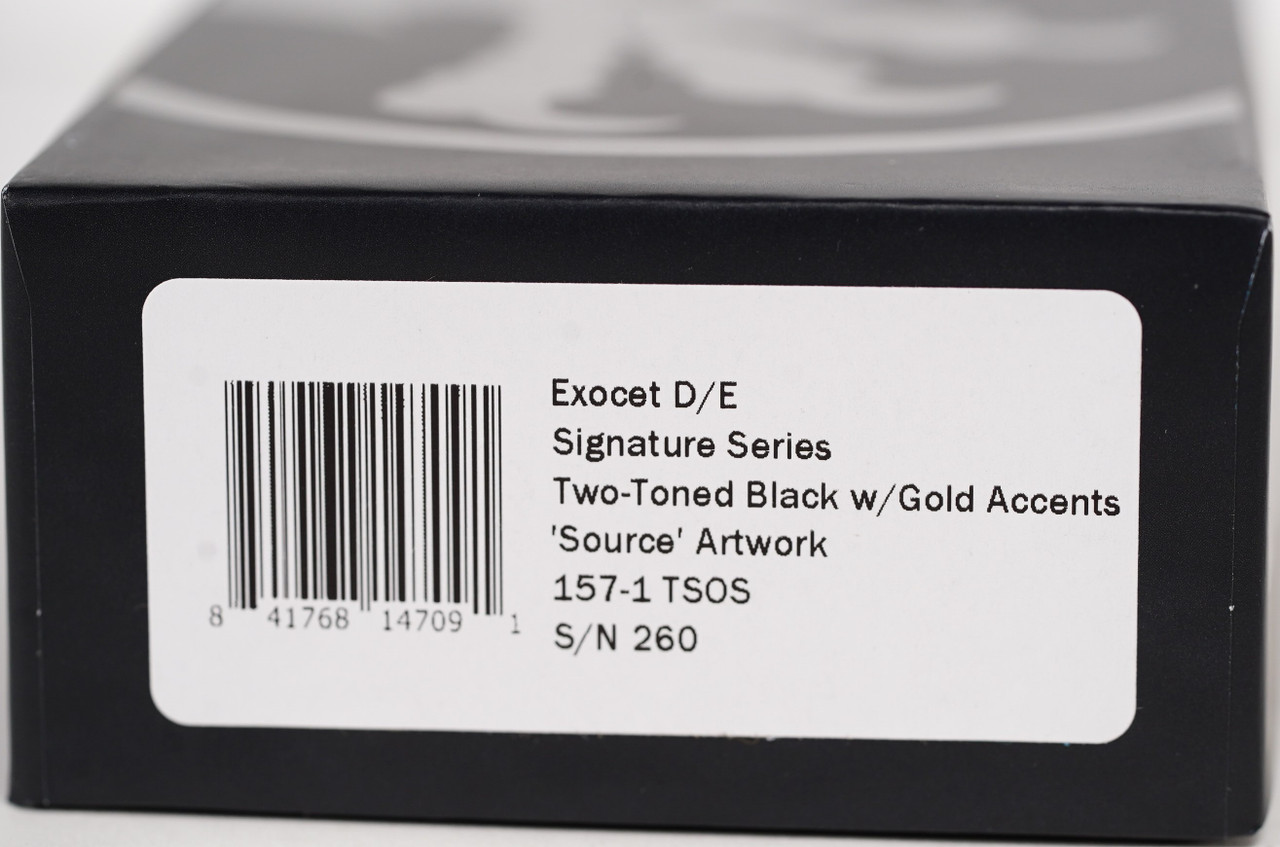 Exocet D/E
Signature Series
Two-Toned Black w/Gold Accents
'Source' Artwork
157-1 TSOS
S/N 260
8 41768 14709 1